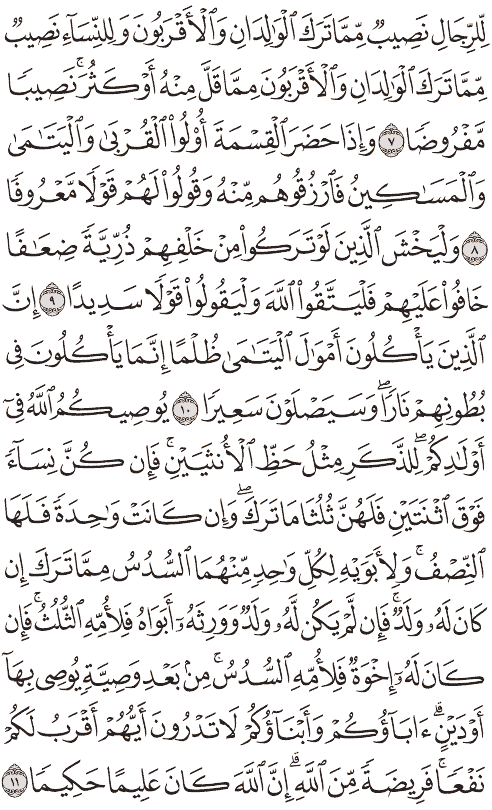 لِّلرِّجَالِ نَصِيبٌ مِّمَّا تَرَكَ ٱلْوَٰلِدَانِ وَٱلْأَقْرَبُونَ وَلِلنِّسَآءِ نَصِيبٌ
مِّمَّا تَرَكَ ٱلْوَٰلِدَانِ وَٱلْأَقْرَبُونَ مِمَّا قَلَّ مِنْهُ أَوْ كَثُرَ ۚ نَصِيبًا
مَّفْرُوضًا ٧ وَإِذَا حَضَرَ ٱلْقِسْمَةَ أُو۟لُوا۟ ٱلْقُرْبَىٰ وَٱلْيَتَٰمَىٰ
وَٱلْمَسَٰكِينُ فَٱرْزُقُوهُم مِّنْهُ وَقُولُوا۟ لَهُمْ قَوْلًا مَّعْرُوفًا
٨ وَلْيَخْشَ ٱلَّذِينَ لَوْ تَرَكُوا۟ مِنْ خَلْفِهِمْ ذُرِّيَّةً ضِعَٰفًا
خَافُوا۟ عَلَيْهِمْ فَلْيَتَّقُوا۟ ٱللَّهَ وَلْيَقُولُوا۟ قَوْلًا سَدِيدًا ٩ إِنَّ
ٱلَّذِينَ يَأْكُلُونَ أَمْوَٰلَ ٱلْيَتَٰمَىٰ ظُلْمًا إِنَّمَا يَأْكُلُونَ فِى
بُطُونِهِمْ نَارًا ۖ وَسَيَصْلَوْنَ سَعِيرًا ١٠ يُوصِيكُمُ ٱللَّهُ فِىٓ
أَوْلَٰدِكُمْ ۖ لِلذَّكَرِ مِثْلُ حَظِّ ٱلْأُنثَيَيْنِ ۚ فَإِن كُنَّ نِسَآءً
فَوْقَ ٱثْنَتَيْنِ فَلَهُنَّ ثُلُثَا مَا تَرَكَ ۖ وَإِن كَانَتْ وَٰحِدَةً فَلَهَا
ٱلنِّصْفُ ۚ وَلِأَبَوَيْهِ لِكُلِّ وَٰحِدٍ مِّنْهُمَا ٱلسُّدُسُ مِمَّا تَرَكَ إِن
كَانَ لَهُۥ وَلَدٌ ۚ فَإِن لَّمْ يَكُن لَّهُۥ وَلَدٌ وَوَرِثَهُۥٓ أَبَوَاهُ فَلِأُمِّهِ ٱلثُّلُثُ ۚ فَإِن
كَانَ لَهُۥٓ إِخْوَةٌ فَلِأُمِّهِ ٱلسُّدُسُ ۚ مِنۢ بَعْدِ وَصِيَّةٍ يُوصِى بِهَآ
أَوْ دَيْنٍ ۗ ءَابَآؤُكُمْ وَأَبْنَآؤُكُمْ لَا تَدْرُونَ أَيُّهُمْ أَقْرَبُ لَكُمْ
نَفْعًا ۚ فَرِيضَةً مِّنَ ٱللَّهِ ۗ إِنَّ ٱللَّهَ كَانَ عَلِيمًا حَكِيمًا ١١